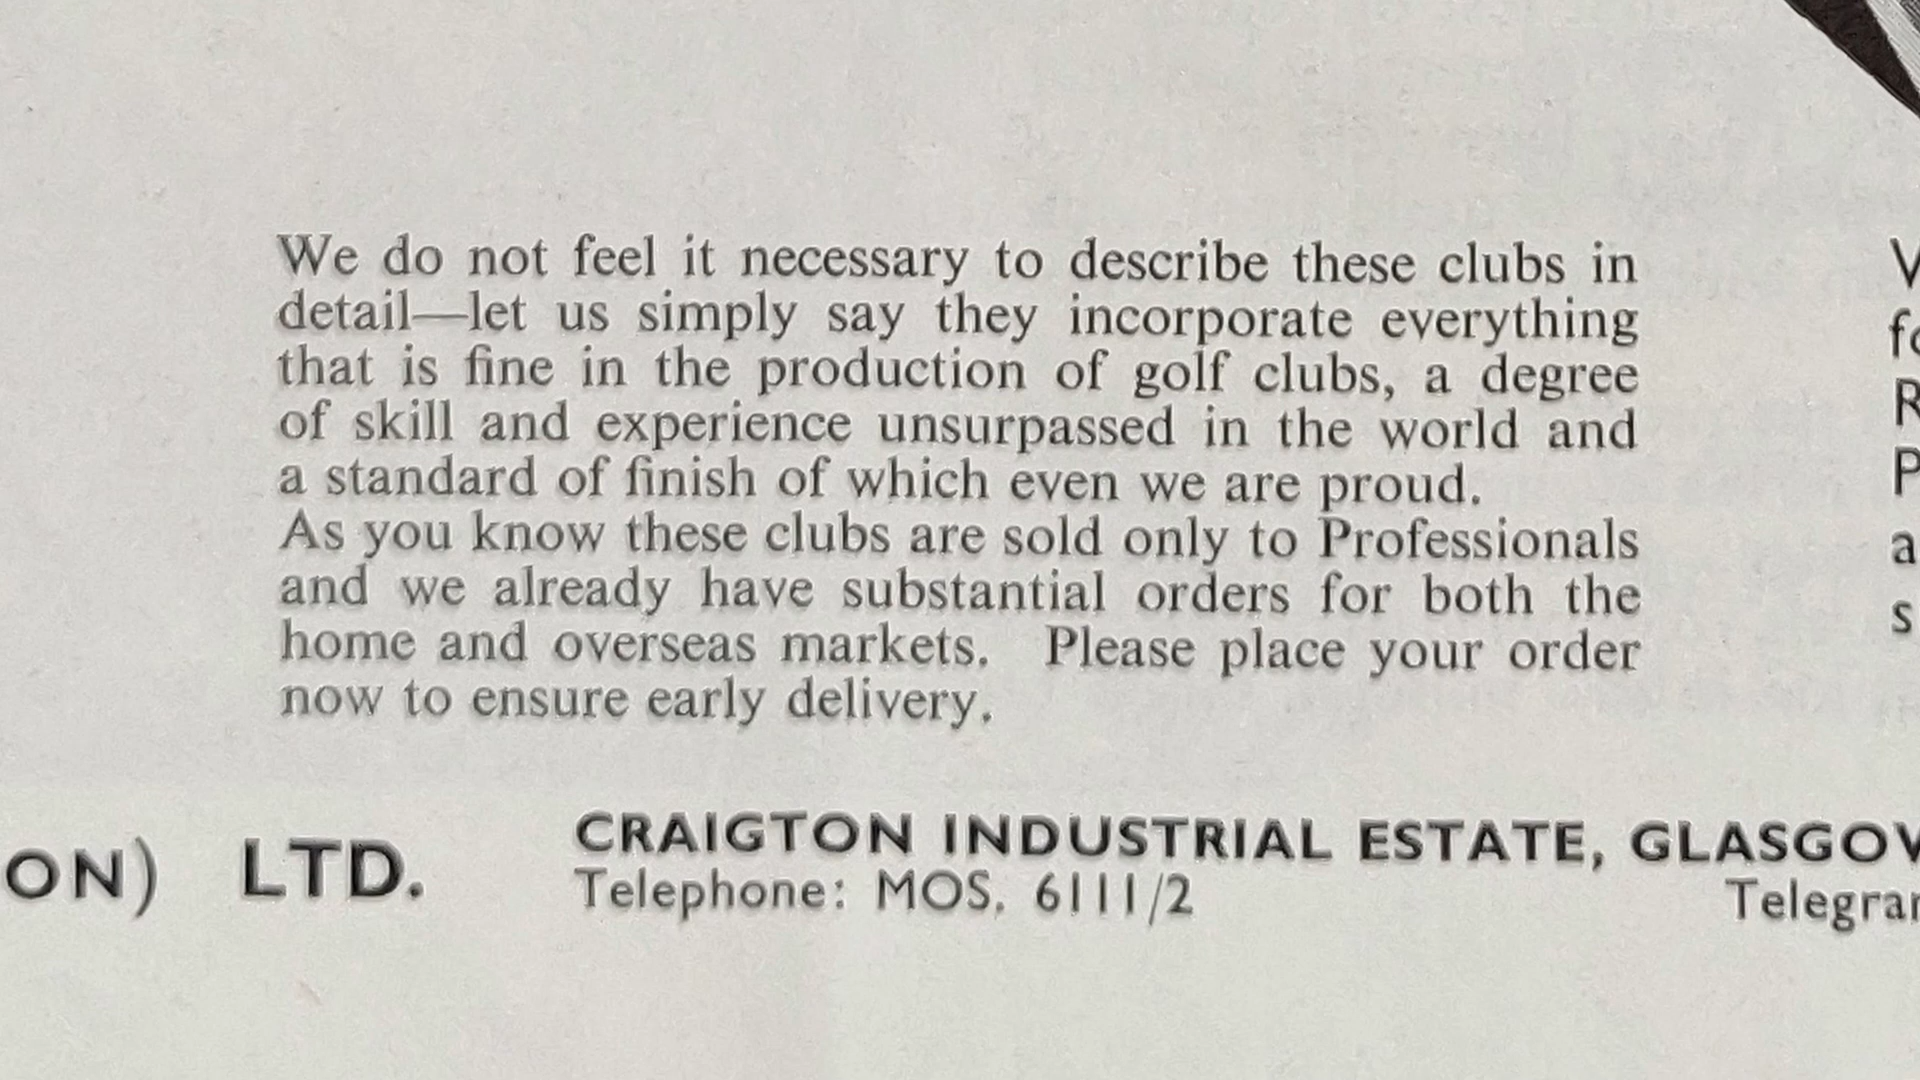 We do not feel it necessary to describe these clubs in
detail—let us simply say they incorporate everything
that is fine in the production of golf clubs, a degree
of skill and experience unsurpassed in the world and
a standard of finish of which even we are proud.
As you know these clubs are sold only to Professionals
and we already have substantial orders for both the
home and overseas markets. Please place your order
now to ensure early delivery.
LTD. CRAIGTON INDUSTRIAL ESTATE,
Telephone: MOS. 6111/2